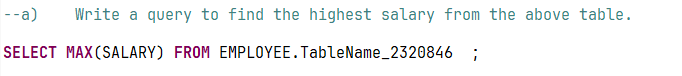 --a)    Write a query to find the highest salary from the above table.
SELECT MAX(SALARY) FROM EMPLOYEE.TableName_2320846  ;